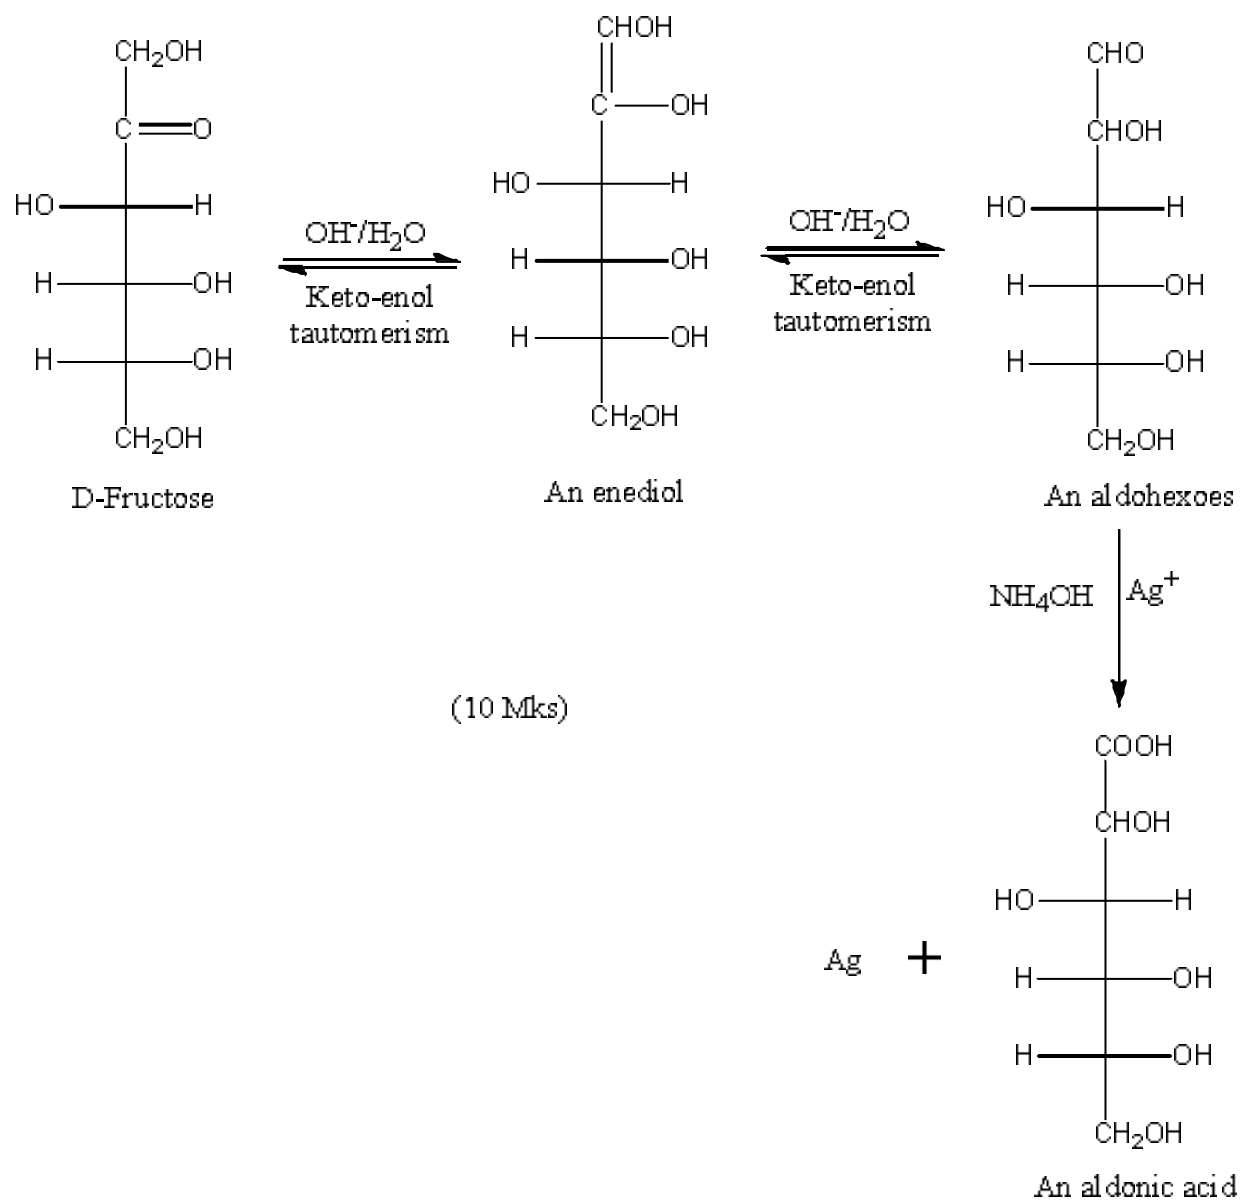 CH₂OH
C=O
HO H
H OH
H OH
CH₂OH
D-Fructose
OH⁻/H₂O
Keto-enol
tautomerism
CHOH
C OH
HO H
H OH
H OH
CH₂OH
An enediol
OH⁻/H₂O
Keto-enol
tautomerism
CHO
CHOH
HO H
H OH
H OH
CH₂OH
An aldohexoes
NH₄OH Ag⁺
(10 Mks)
Ag +
COOH
CHOH
HO H
H OH
H OH
CH₂OH
An aldonic acid